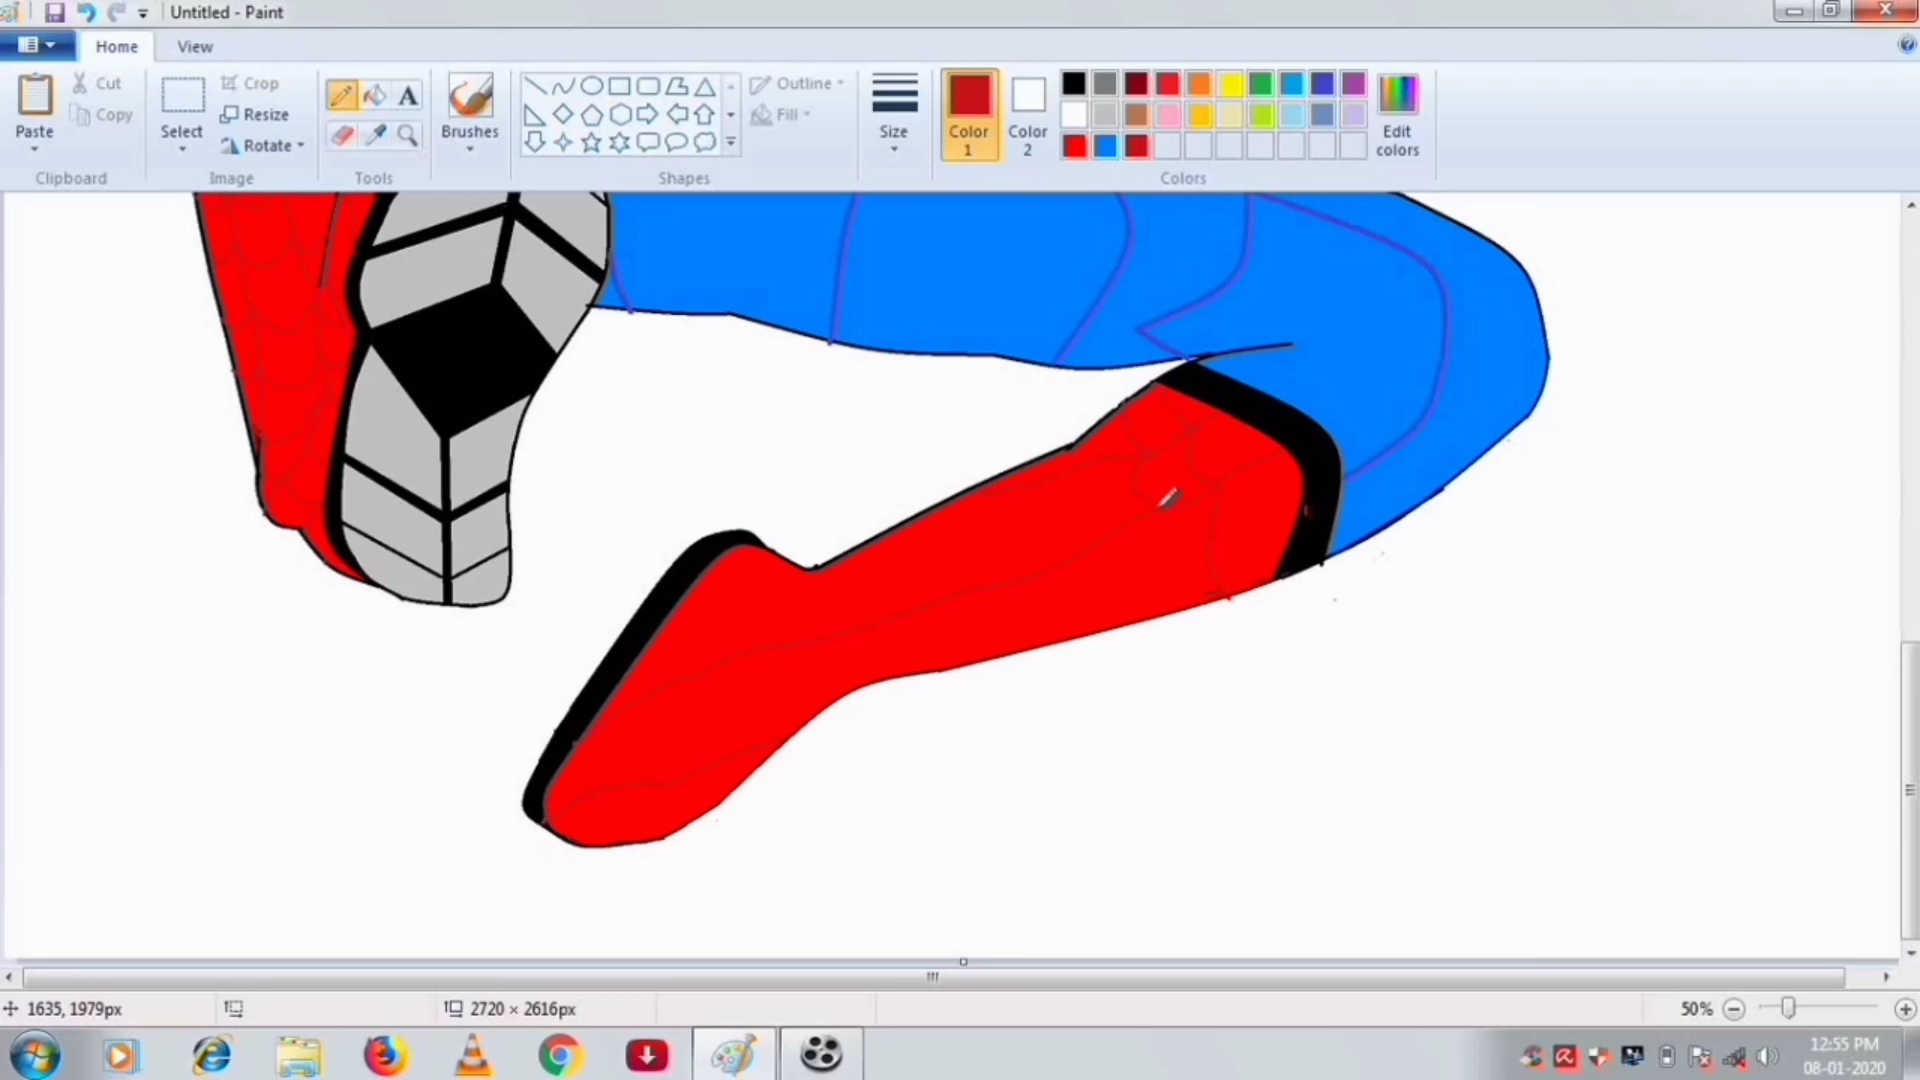 Untitled - Paint
Home View
Cut
Copy
Paste
Clipboard
Select
Crop
Resize
Rotate
Image
A
Tools
Brushes
Outline
Fill
Shapes
Size
Color 1
Color 2
Edit colors
Colors
1635, 1979px
2720 × 2616px
50%
12:55 PM
08-01-2020